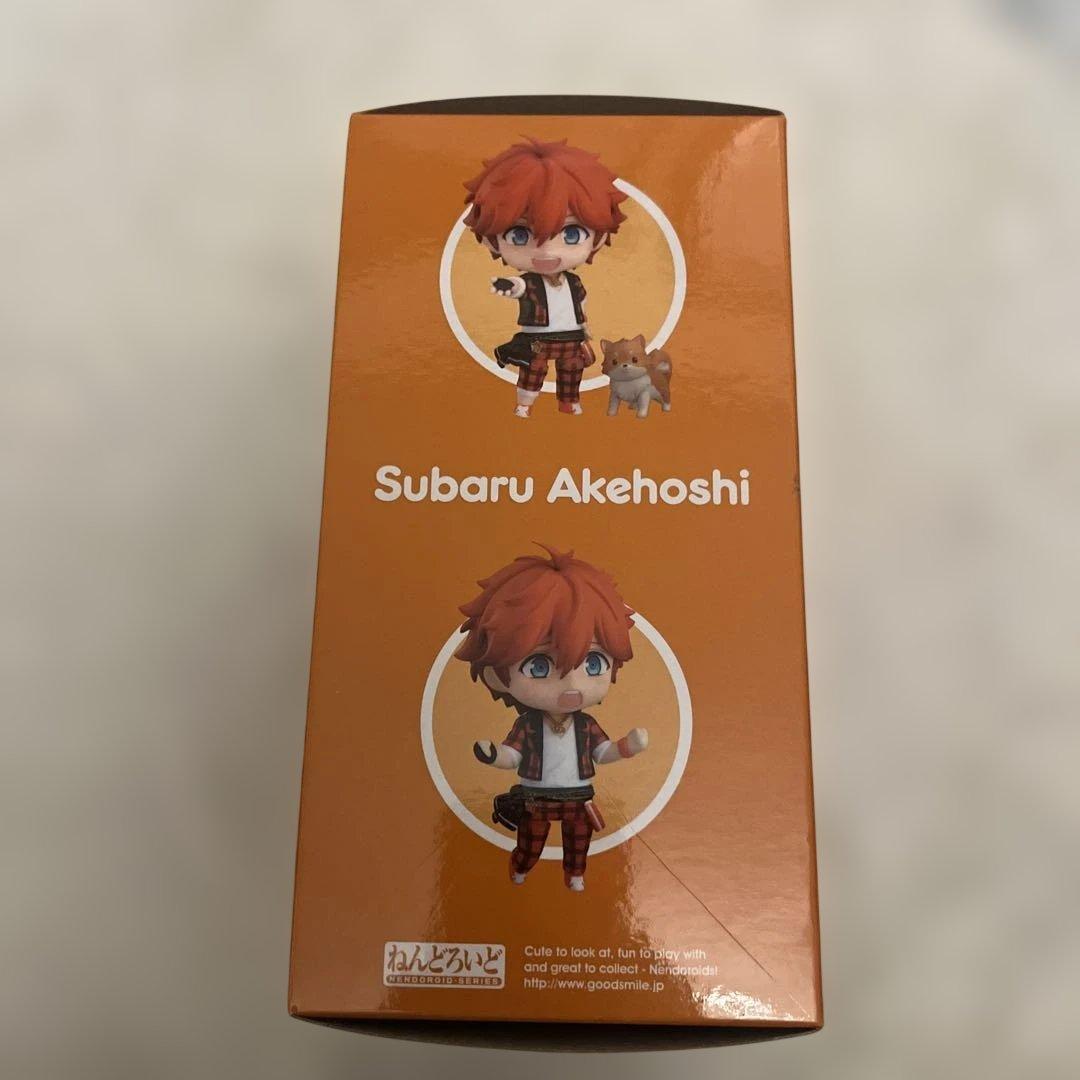 Subaru Akehoshi
ねんどろいど
NENDOROID·SERIES
Cute to look at, fun to play with
and great to collect - Nendoroids!
http://www.goodsmile.jp